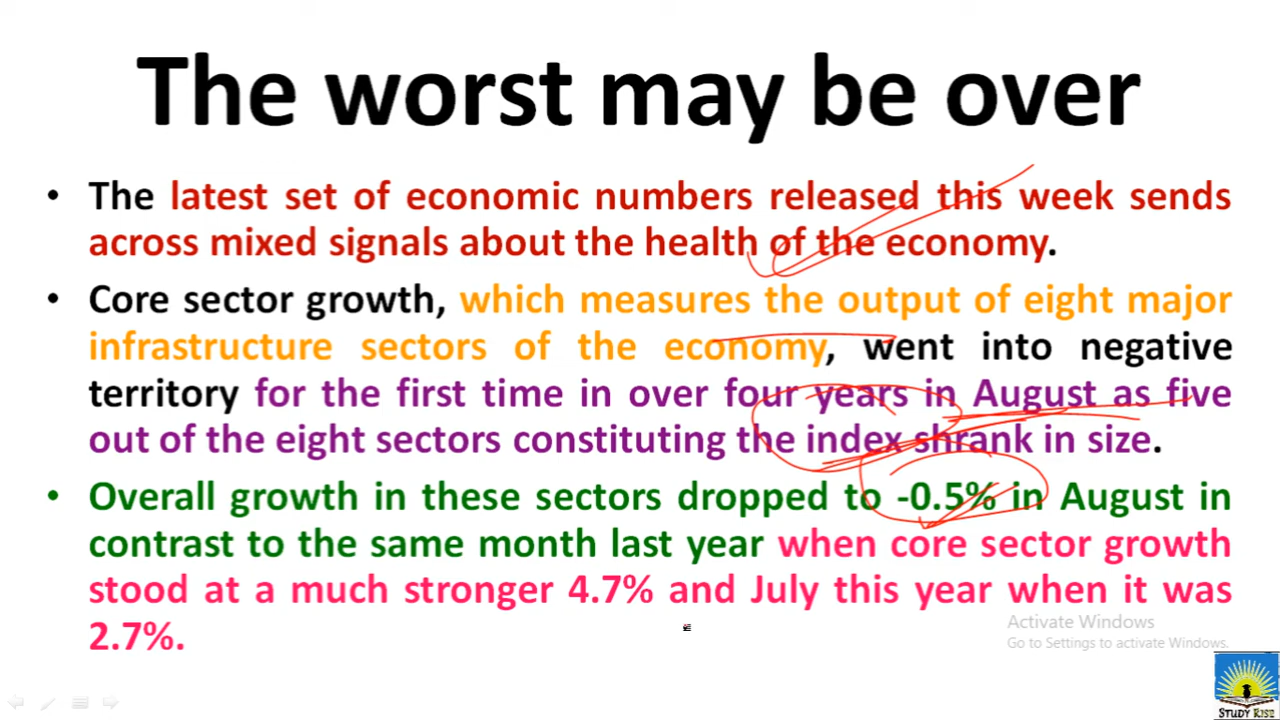 The worst may be over
• The latest set of economic numbers released this week sends
across mixed signals about the health of the economy.
• Core sector growth, which measures the output of eight major
infrastructure sectors of the economy, went into negative
territory for the first time in over four years in August as five
out of the eight sectors constituting the index shrank in size.
• Overall growth in these sectors dropped to -0.5% in August in
contrast to the same month last year when core sector growth
stood at a much stronger 4.7% and July this year when it was
2.7%.
Activate Windows
Go to Settings to activate Windows.
STUDY RISE